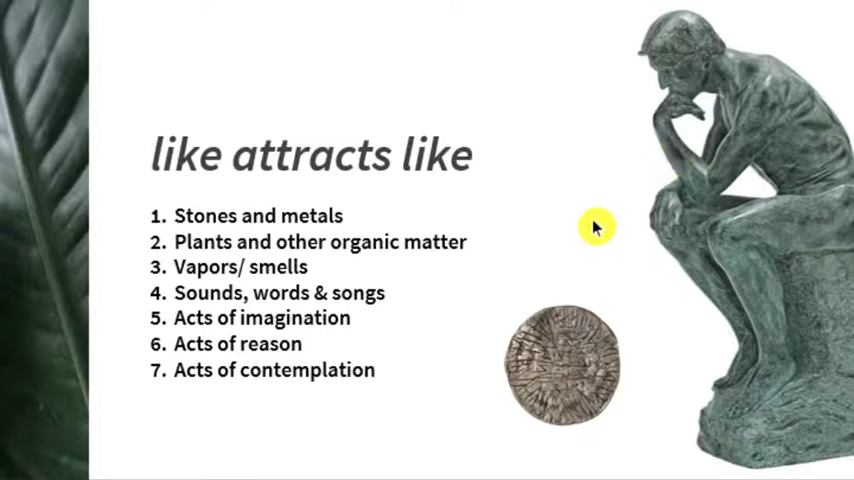 like attracts like
1. Stones and metals
2. Plants and other organic matter
3. Vapors/ smells
4. Sounds, words & songs
5. Acts of imagination
6. Acts of reason
7. Acts of contemplation